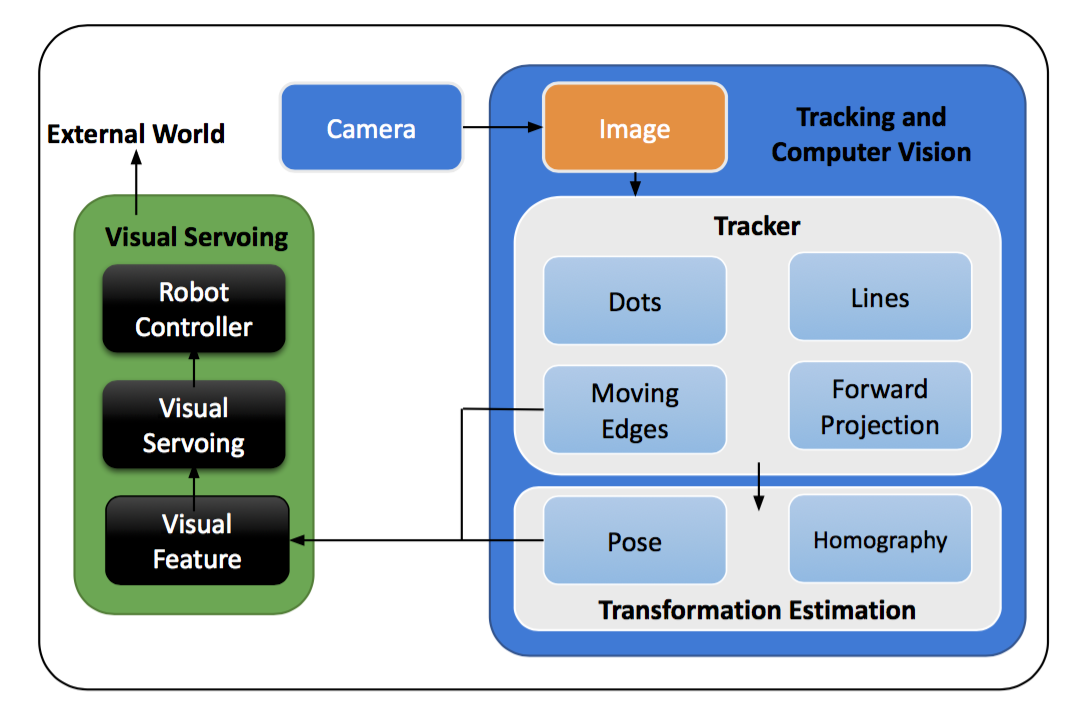 External World
Camera
Image
Tracking and
Computer Vision
Visual Servoing
Robot
Controller
Visual
Servoing
Visual
Feature
Tracker
Dots
Lines
Moving
Edges
Forward
Projection
Pose
Homography
Transformation Estimation